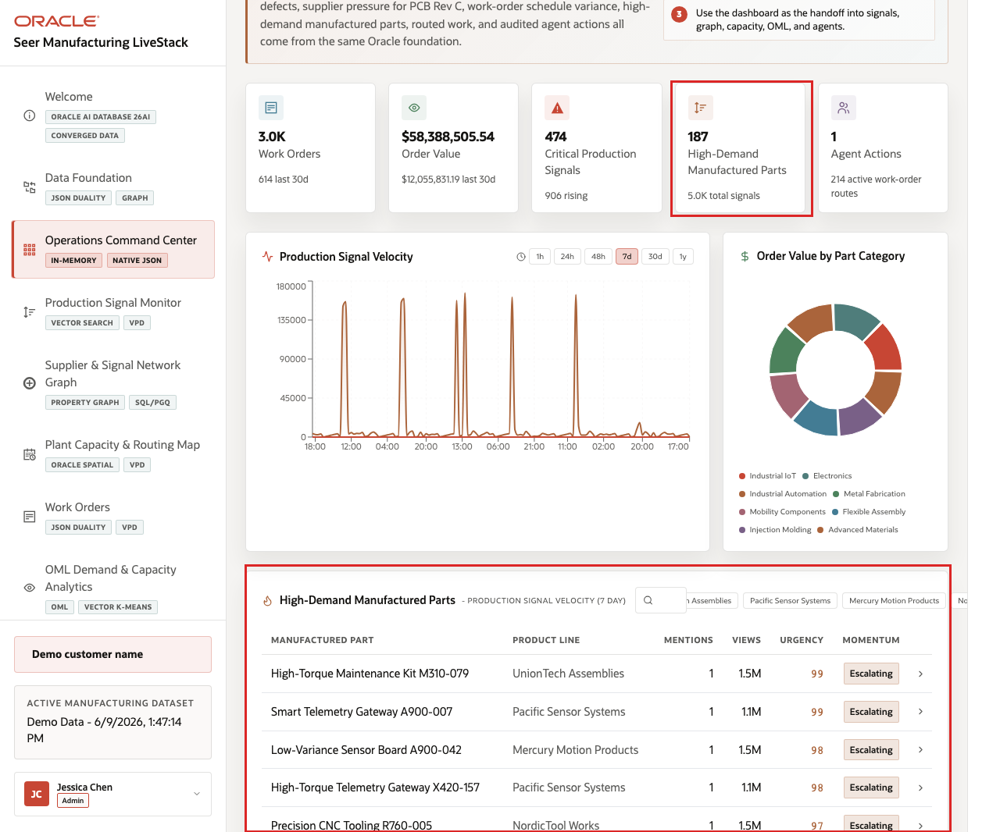 ORACLE
Seer Manufacturing LiveStack
Welcome
ORACLE AI DATABASE 26AI
CONVERGED DATA
Data Foundation
JSON DUALITY
GRAPH
Operations Command Center
IN-MEMORY
NATIVE JSON
Production Signal Monitor
VECTOR SEARCH
VPD
Supplier & Signal Network
Graph
PROPERTY GRAPH
SQL/PGQ
Plant Capacity & Routing Map
ORACLE SPATIAL
VPD
Work Orders
JSON DUALITY
VPD
OML Demand & Capacity
Analytics
OML
VECTOR K-MEANS
Demo customer name
ACTIVE MANUFACTURING DATASET
Demo Data - 6/9/2026, 1:47:14
PM
JC
Jessica Chen
Admin
defects, supplier pressure for PCB Rev C, work-order schedule variance, high-
demand manufactured parts, routed work, and audited agent actions all
come from the same Oracle foundation.
3
Use the dashboard as the handoff into signals,
graph, capacity, OML, and agents.
3.0K
Work Orders
614 last 30d
$58,388,505.54
Order Value
$12,055,831.19 last 30d
474
Critical Production
Signals
906 rising
187
High-Demand
Manufactured Parts
5.0K total signals
1
Agent Actions
214 active work-order
routes
Production Signal Velocity
1h 24h 48h 7d 30d 1y
180000
135000
90000
45000
0
18:00 12:00 04:00 20:00 13:00 06:00 21:00 11:00 02:00 20:00 17:00
Order Value by Part Category
Industrial IoT Electronics
Industrial Automation Metal Fabrication
Mobility Components Flexible Assembly
Injection Molding Advanced Materials
High-Demand Manufactured Parts - PRODUCTION SIGNAL VELOCITY (7 DAY) Assemblies Pacific Sensor Systems Mercury Motion Products
MANUFACTURED PART PRODUCT LINE MENTIONS VIEWS URGENCY MOMENTUM
High-Torque Maintenance Kit M310-079 UnionTech Assemblies 1 1.5M 99 Escalating
Smart Telemetry Gateway A900-007 Pacific Sensor Systems 1 1.1M 99 Escalating
Low-Variance Sensor Board A900-042 Mercury Motion Products 1 1.5M 98 Escalating
High-Torque Telemetry Gateway X420-157 Pacific Sensor Systems 1 1.1M 98 Escalating
Precision CNC Tooling R760-005 NordicTool Works 1 1.5M 97 Escalating